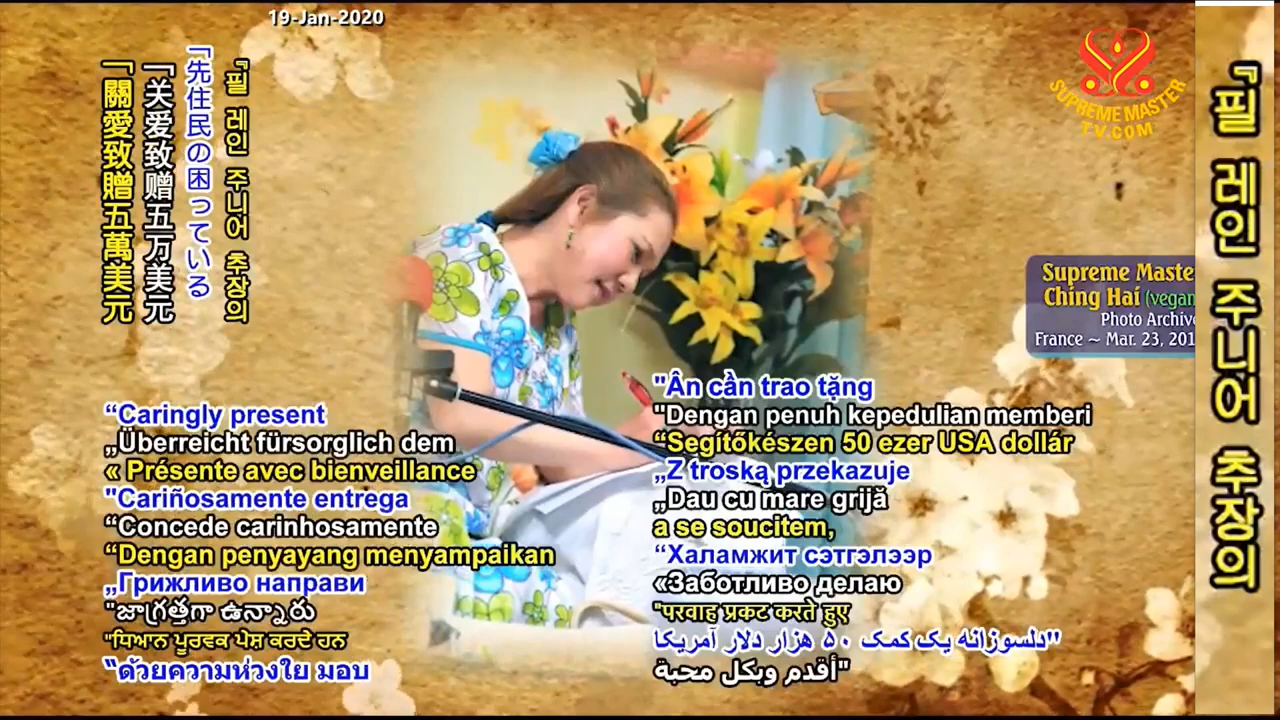 19-Jan-2020
SUPREME MASTER
TV.COM
『필 레인 주니어 추장의
「先住民の困っている
「关爱致赠五万美元
「關愛致贈五萬美元
『필 레인 주니어 추장의
Supreme Maste
Ching Hai (vegan
Photo Archive
France ~ Mar. 23, 201
“Caringly present
„Überreicht fürsorglich dem
« Présente avec bienveillance
"Cariñosamente entrega
“Concede carinhosamente
“Dengan penyayang menyampaikan
„Грижливо направи
"జాగ్రత్తగా ఉన్నారు
"ਧਿਆਨ ਪੂਰਵਕ ਪੇਸ਼ ਕਰਦੇ ਹਨ
“ด้วยความห่วงใย มอบ
"Ân cần trao tặng
"Dengan penuh kepedulian memberi
“Segítőkészen 50 ezer USA dollár
„Z troską przekazuje
„Dau cu mare grijă
a se soucitem,
“Халамжит сэтгэлээр
«Заботливо делаю
"परवाह प्रकट करते हुए
"دلسوزانه یک کمک ۵۰ هزار دلار آمریکا
"أقدم وبكل محبة